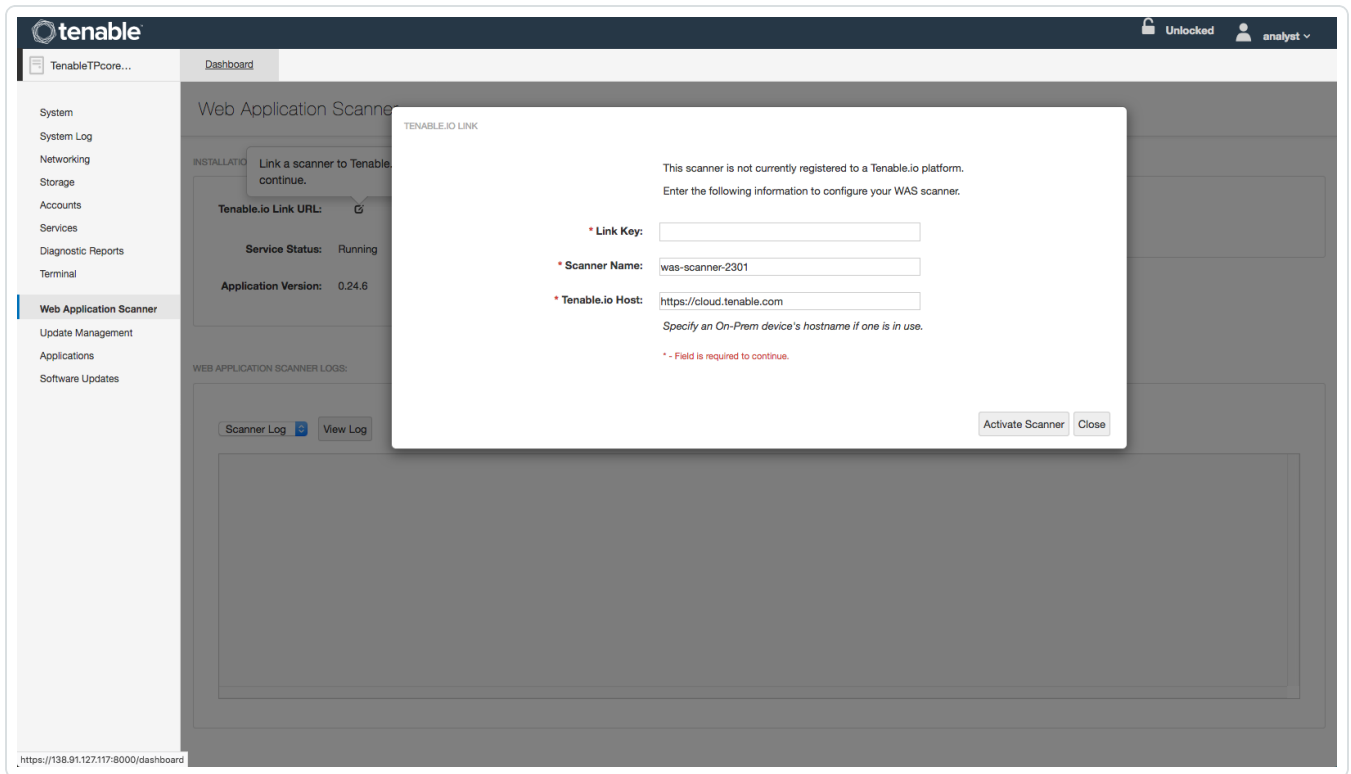 tenable
Unlocked
analyst
TenableTPcore...
Dashboard
System
System Log
Networking
Storage
Accounts
Services
Diagnostic Reports
Terminal
Web Application Scanner
Update Management
Applications
Software Updates
Web Application Scanne
INSTALLATIO
Link a scanner to Tenable.
continue.
Tenable.io Link URL:
Service Status: Running
Application Version: 0.24.6
TENABLE.IO LINK
This scanner is not currently registered to a Tenable.io platform.
Enter the following information to configure your WAS scanner.
* Link Key:
* Scanner Name: was-scanner-2301
* Tenable.io Host: https://cloud.tenable.com
Specify an On-Prem device's hostname if one is in use.
* - Field is required to continue.
Activate Scanner Close
WEB APPLICATION SCANNER LOGS:
Scanner Log View Log
https://138.91.127.117:8000/dashboard